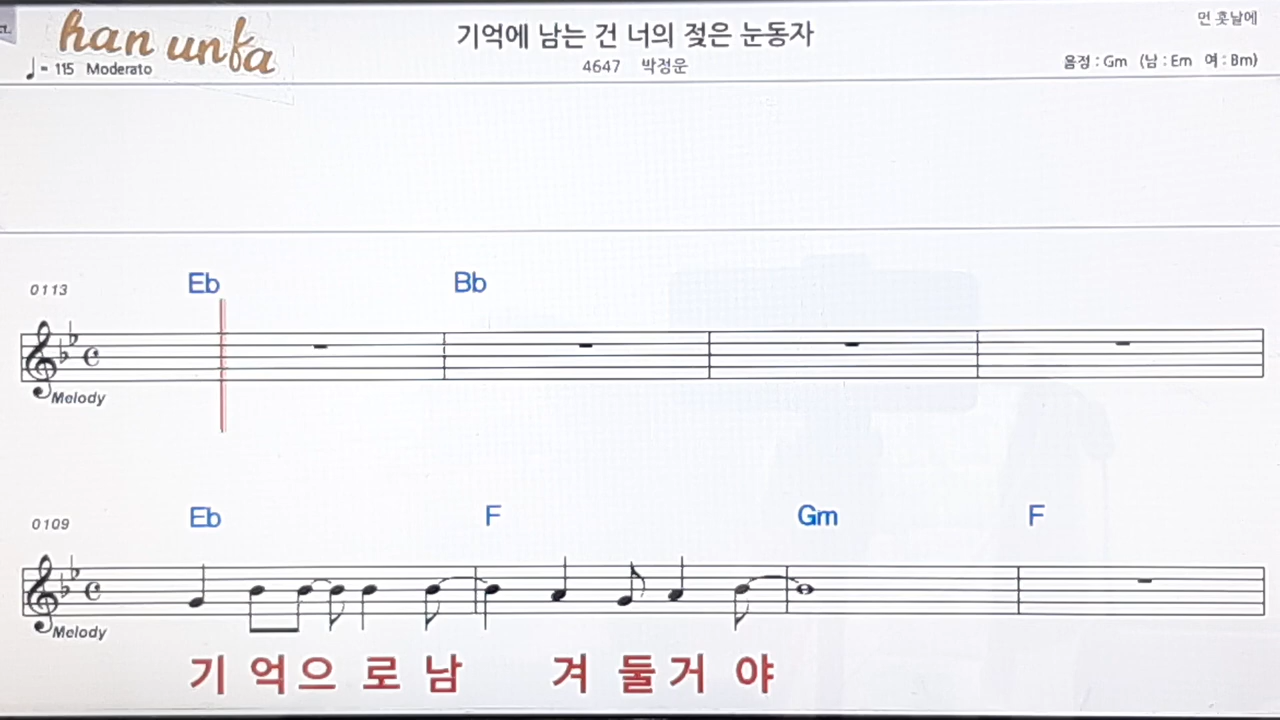 han unfa
♩= 115 Moderato
기억에 남는 건 너의 젖은 눈동자
4647 박정운
먼 훗날에
음정 : Gm (남 : Em 여 : Bm)
Eb Bb
0113
Melody
Eb F Gm F
0109
Melody
기 억 으 로 남 겨 둘 거 야